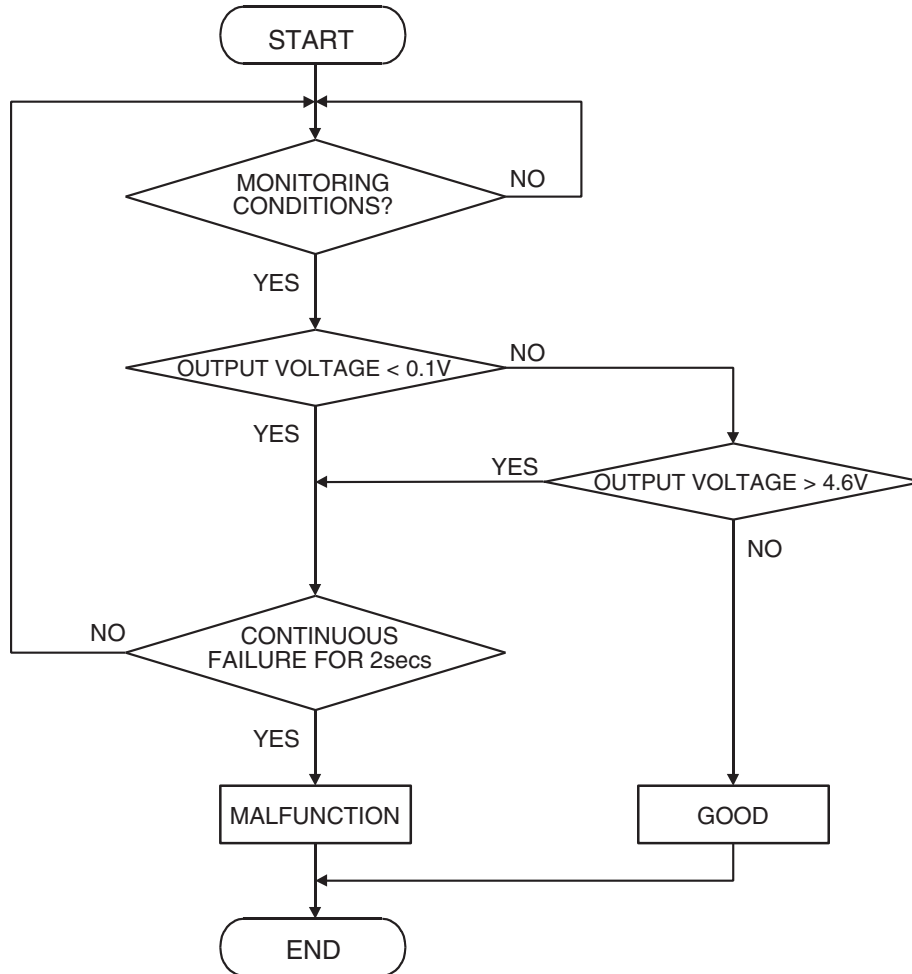 START
MONITORING
CONDITIONS?
NO
YES
OUTPUT VOLTAGE < 0.1V
NO
YES
YES
OUTPUT VOLTAGE > 4.6V
NO
NO
CONTINUOUS
FAILURE FOR 2secs
YES
MALFUNCTION
GOOD
END